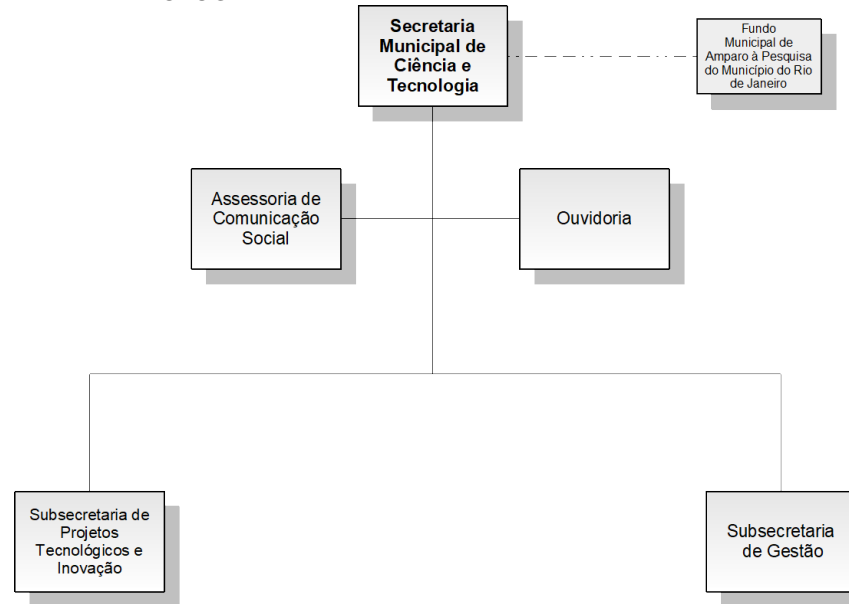 Secretaria
Municipal de
Ciência e
Tecnologia
Fundo
Municipal de
Amparo à Pesquisa
do Município do Rio
de Janeiro
Assessoria de
Comunicação
Social
Ouvidoria
Subsecretaria de
Projetos
Tecnológicos e
Inovação
Subsecretaria
de Gestão